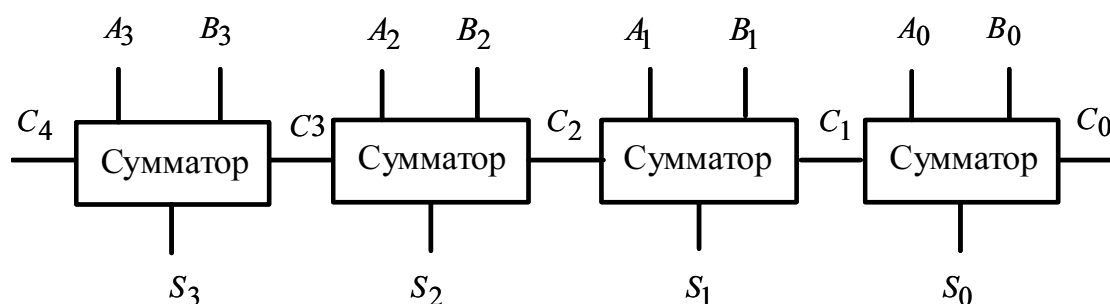 A₃ B₃ A₂ B₂ A₁ B₁ A₀ B₀
C₄ C3 C₂ C₁ C₀
Сумматор Сумматор Сумматор Сумматор
S₃ S₂ S₁ S₀